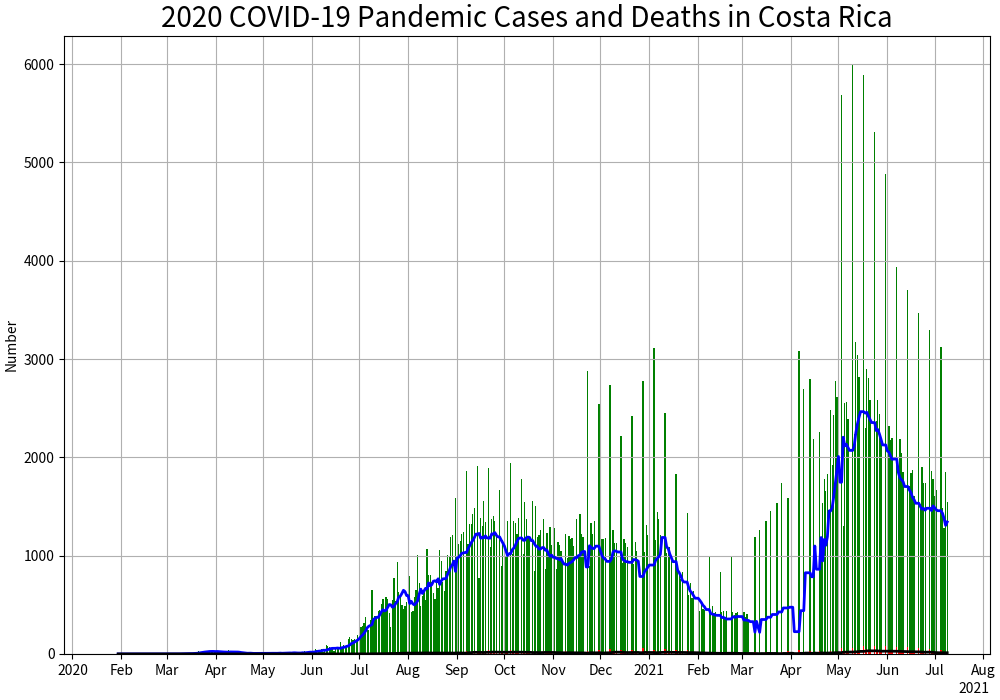 2020 COVID-19 Pandemic Cases and Deaths in Costa Rica
Number
6000
5000
4000
3000
2000
1000
0
2020 Feb Mar Apr May Jun Jul Aug Sep Oct Nov Dec 2021 Feb Mar Apr May Jun Jul Aug
2021